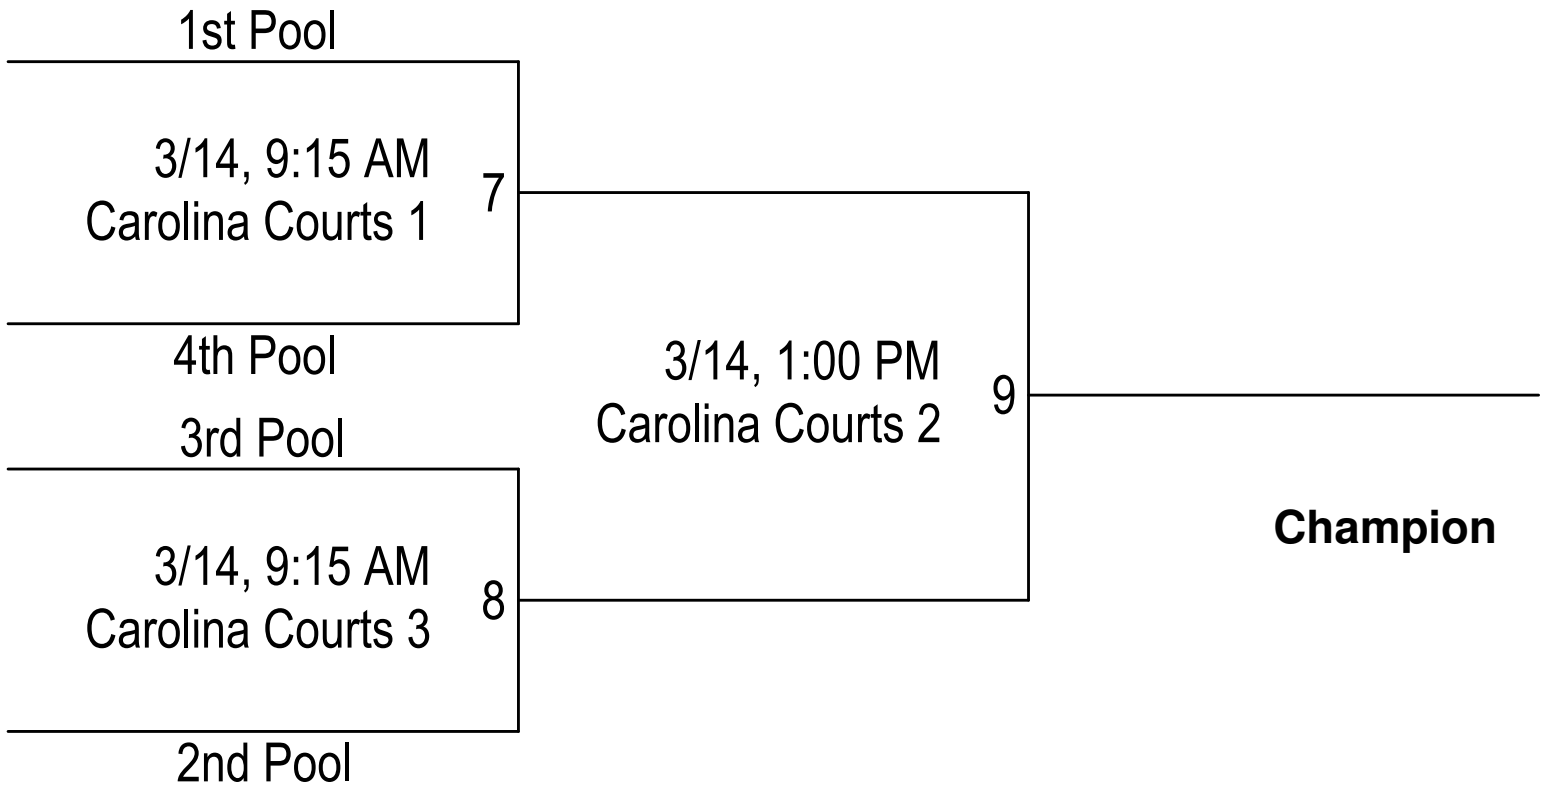 1st Pool
3/14, 9:15 AM
Carolina Courts 1
7
4th Pool
3/14, 1:00 PM
Carolina Courts 2
9
3rd Pool
3/14, 9:15 AM
Carolina Courts 3
8
2nd Pool
Champion